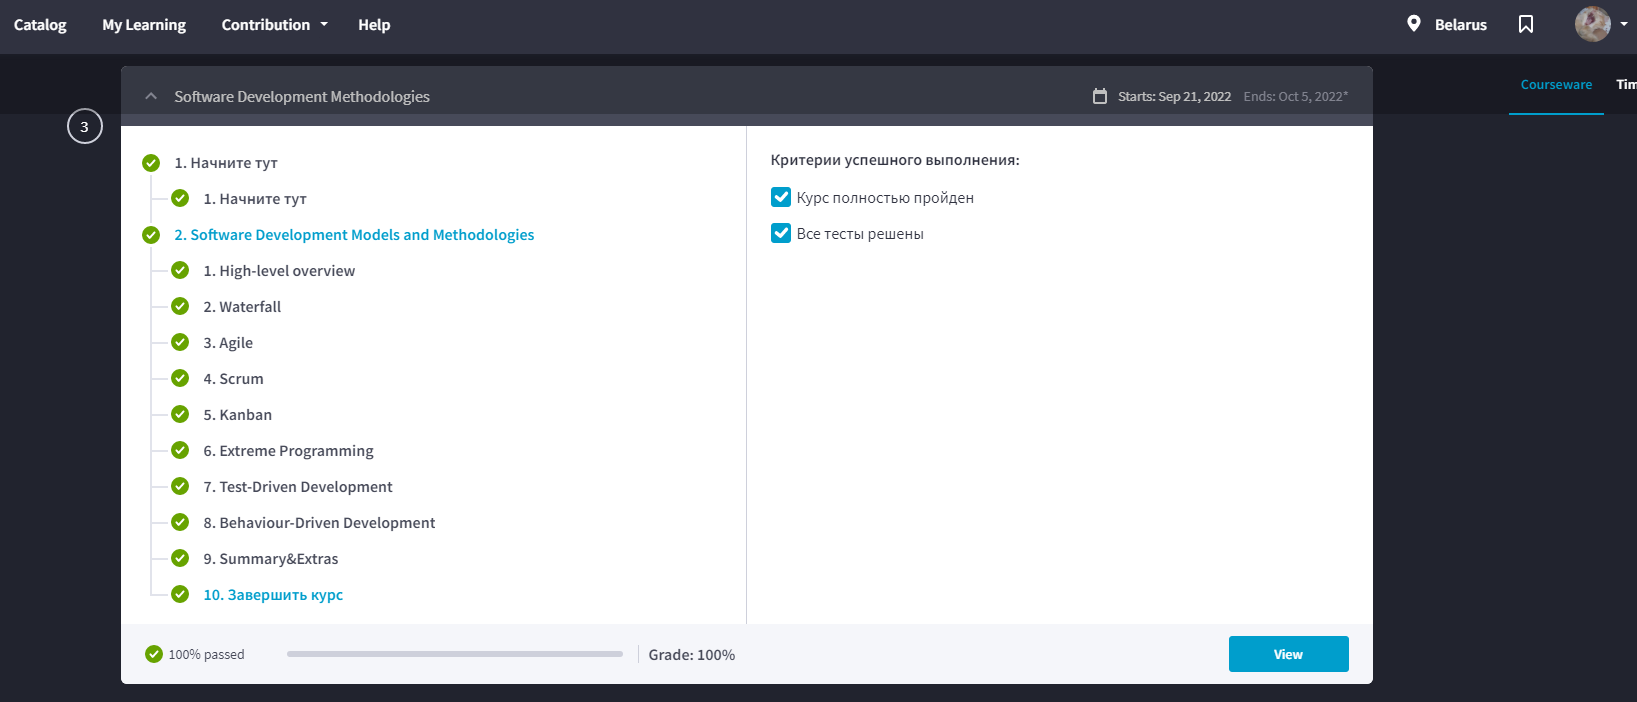 Catalog My Learning Contribution Help Belarus
Software Development Methodologies Starts: Sep 21, 2022 Ends: Oct 5, 2022*
Courseware Tim
3
1. Начните тут
1. Начните тут
2. Software Development Models and Methodologies
1. High-level overview
2. Waterfall
3. Agile
4. Scrum
5. Kanban
6. Extreme Programming
7. Test-Driven Development
8. Behaviour-Driven Development
9. Summary&Extras
10. Завершить курс
Критерии успешного выполнения:
Курс полностью пройден
Все тесты решены
100% passed Grade: 100% View